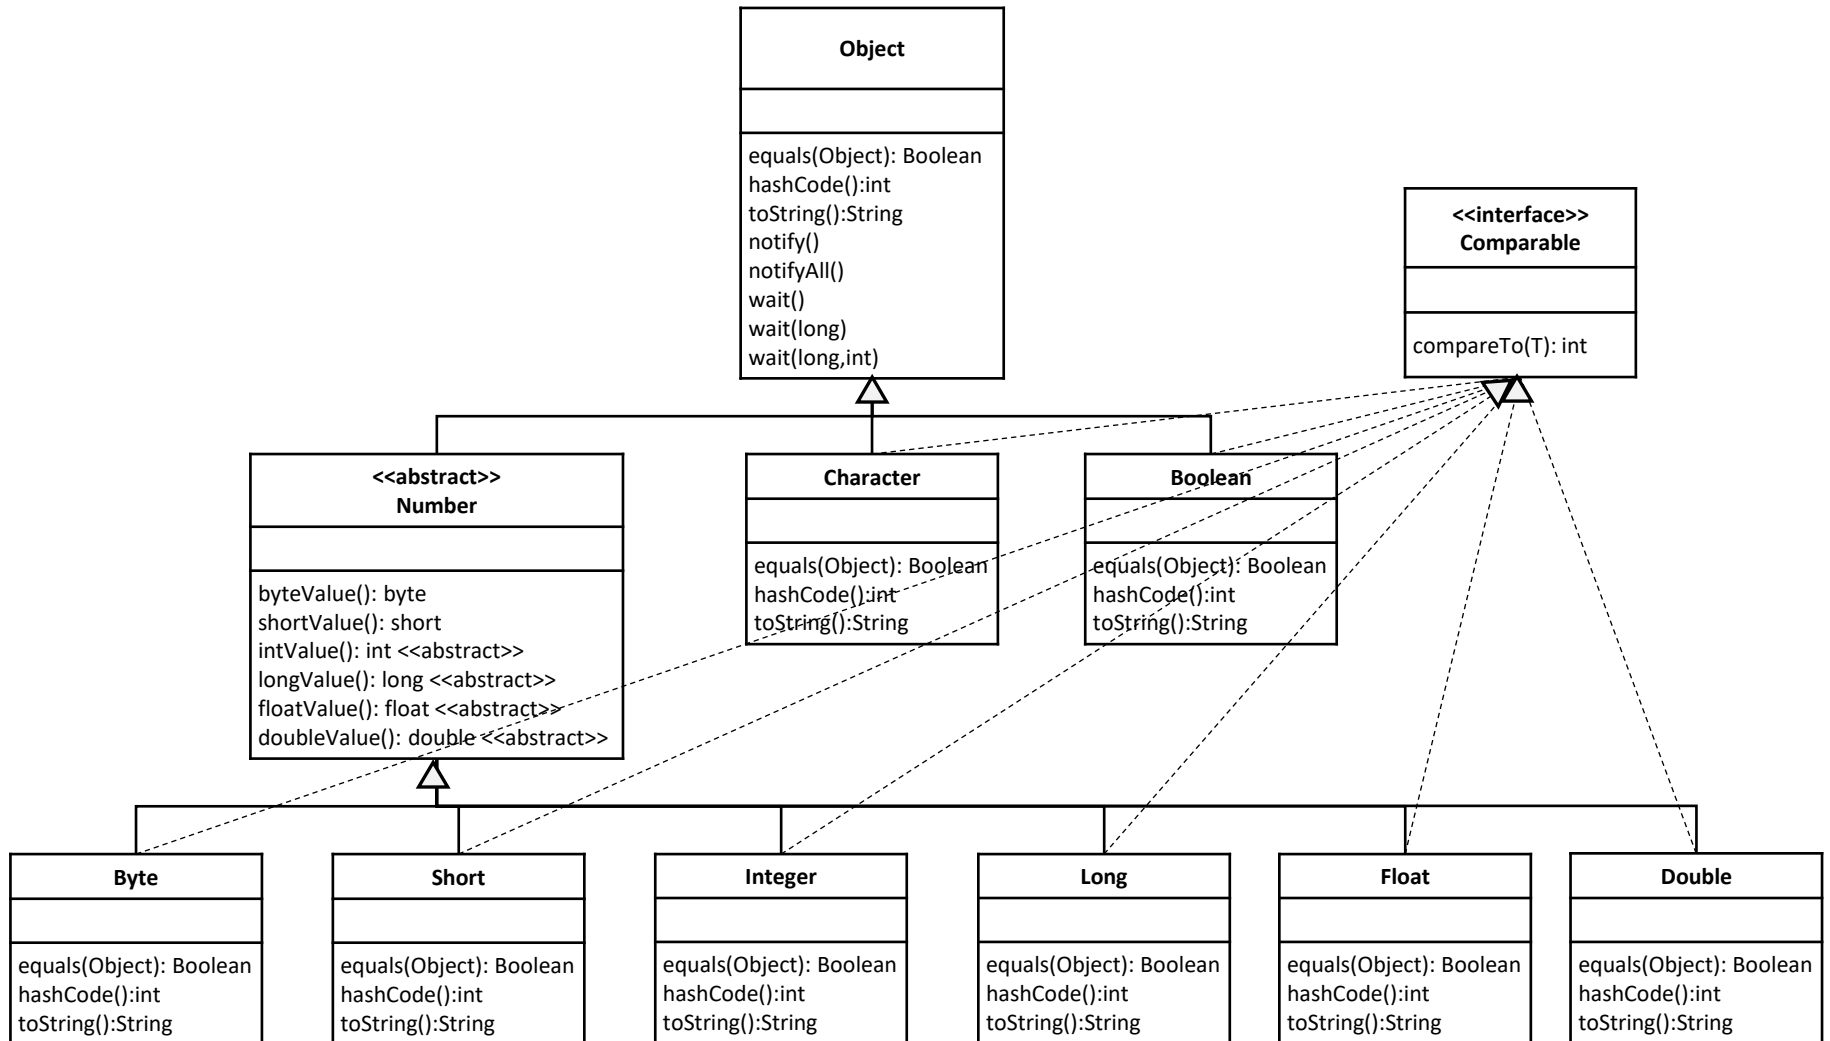 Object
equals(Object): Boolean
hashCode():int
toString():String
notify()
notifyAll()
wait()
wait(long)
wait(long,int)
<<interface>>
Comparable
compareTo(T): int
<<abstract>>
Number
byteValue(): byte
shortValue(): short
intValue(): int <<abstract>>
longValue(): long <<abstract>>
floatValue(): float <<abstract>>
doubleValue(): double <<abstract>>
Character
equals(Object): Boolean
hashCode():int
toString():String
Boolean
equals(Object): Boolean
hashCode():int
toString():String
Byte
equals(Object): Boolean
hashCode():int
toString():String
Short
equals(Object): Boolean
hashCode():int
toString():String
Integer
equals(Object): Boolean
hashCode():int
toString():String
Long
equals(Object): Boolean
hashCode():int
toString():String
Float
equals(Object): Boolean
hashCode():int
toString():String
Double
equals(Object): Boolean
hashCode():int
toString():String